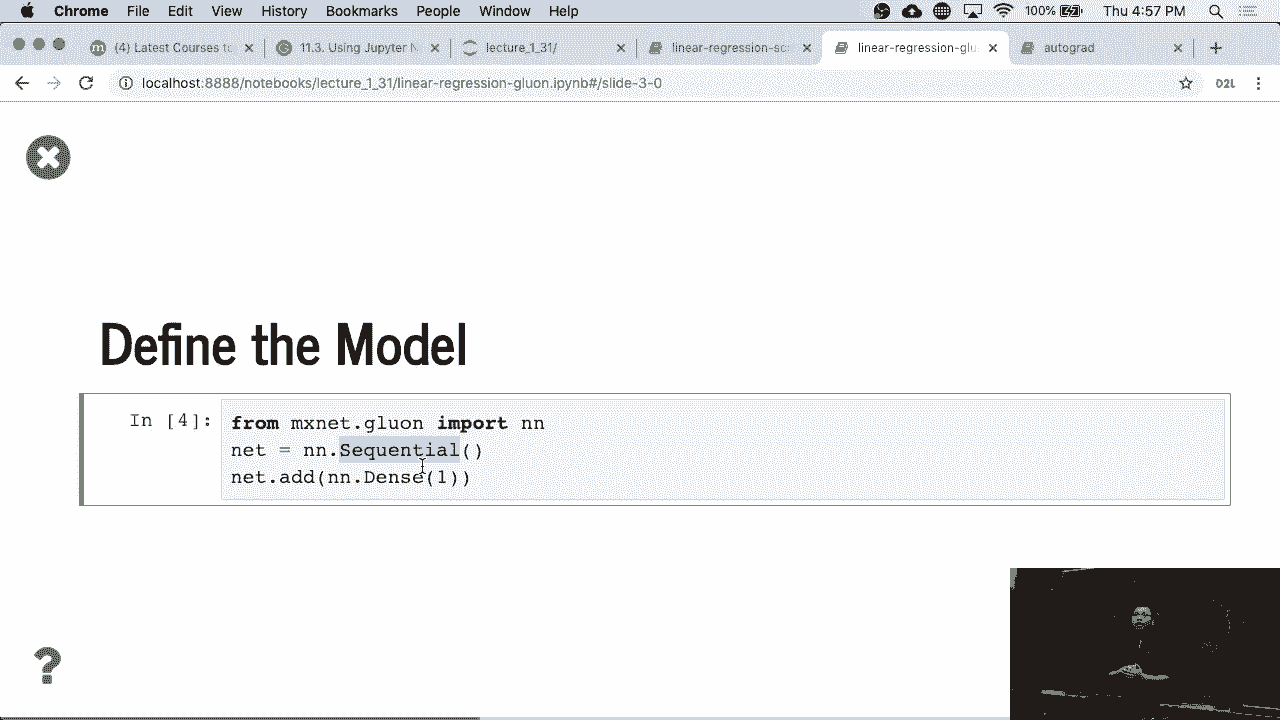 Chrome File Edit View History Bookmarks People Window Help 100% Thu 4:57 PM
(4) Latest Courses to
11.3. Using Jupyter N
lecture_1_31/
linear-regression-scr
linear-regression-glu
autograd
localhost:8888/notebooks/lecture_1_31/linear-regression-gluon.ipynb#/slide-3-0
D2L
Define the Model
In [4]:
from mxnet.gluon import nn
net = nn.Sequential()
net.add(nn.Dense(1))
?